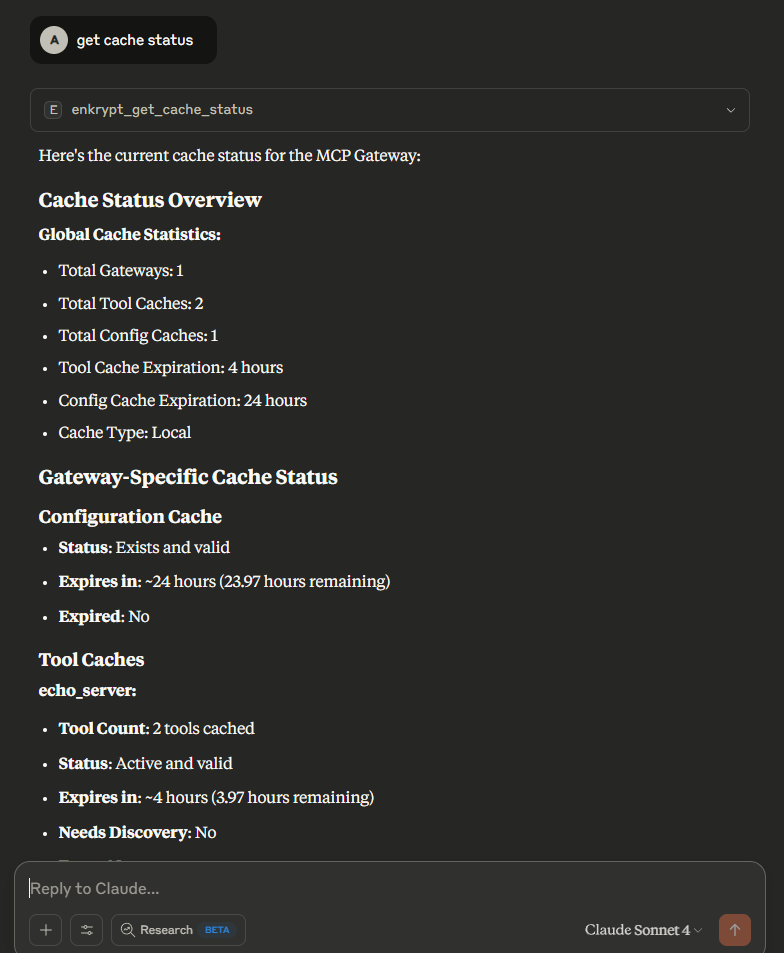 A get cache status
E enkrypt_get_cache_status
Here's the current cache status for the MCP Gateway:
Cache Status Overview
Global Cache Statistics:
• Total Gateways: 1
• Total Tool Caches: 2
• Total Config Caches: 1
• Tool Cache Expiration: 4 hours
• Config Cache Expiration: 24 hours
• Cache Type: Local
Gateway-Specific Cache Status
Configuration Cache
• Status: Exists and valid
• Expires in: ~24 hours (23.97 hours remaining)
• Expired: No
Tool Caches
echo_server:
• Tool Count: 2 tools cached
• Status: Active and valid
• Expires in: ~4 hours (3.97 hours remaining)
• Needs Discovery: No
Reply to Claude...
Research BETA Claude Sonnet 4